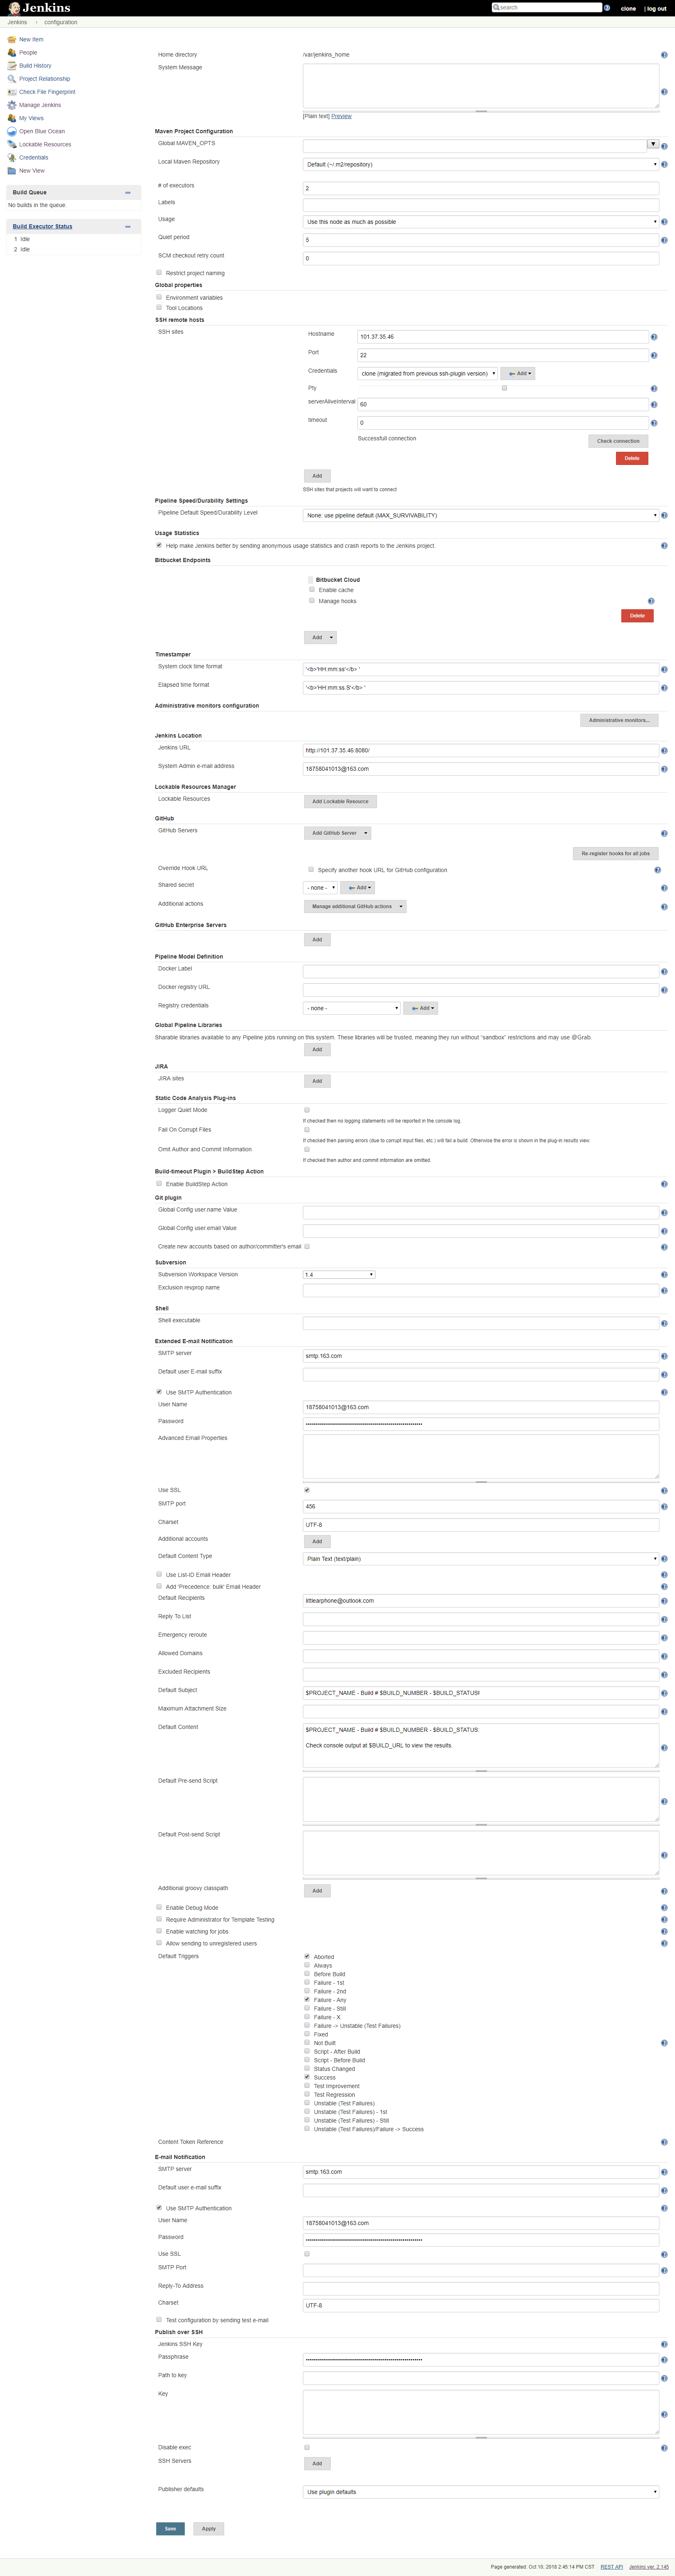 Jenkins
search
clone | log out
Jenkins › configuration
New Item
People
Build History
Project Relationship
Check File Fingerprint
Manage Jenkins
My Views
Open Blue Ocean
Lockable Resources
Credentials
New View
Build Queue
No builds in the queue.
Build Executor Status
1 Idle
2 Idle
Home directory /var/jenkins_home
System Message
[Plain text] Preview
Maven Project Configuration
Global MAVEN_OPTS
Local Maven Repository Default (~/.m2/repository)
# of executors 2
Labels
Usage Use this node as much as possible
Quiet period 5
SCM checkout retry count 0
Restrict project naming
Global properties
Environment variables
Tool Locations
SSH remote hosts
SSH sites
Hostname 101.37.35.46
Port 22
Credentials clone (migrated from previous ssh-plugin version) Add
Pty
serverAliveInterval 60
timeout 0
Successfull connection Check connection
Delete
Add
SSH sites that projects will want to connect
Pipeline Speed/Durability Settings
Pipeline Default Speed/Durability Level None: use pipeline default (MAX_SURVIVABILITY)
Usage Statistics
Help make Jenkins better by sending anonymous usage statistics and crash reports to the Jenkins project.
Bitbucket Endpoints
Bitbucket Cloud
Enable cache
Manage hooks
Delete
Add
Timestamper
System clock time format '<b>'HH:mm:ss'</b> '
Elapsed time format '<b>'HH:mm:ss.S'</b> '
Administrative monitors configuration
Administrative monitors...
Jenkins Location
Jenkins URL http://101.37.35.46:8080/
System Admin e-mail address 18758041013@163.com
Lockable Resources Manager
Lockable Resources Add Lockable Resource
GitHub
GitHub Servers Add GitHub Server
Re-register hooks for all jobs
Override Hook URL Specify another hook URL for GitHub configuration
Shared secret - none - Add
Additional actions Manage additional GitHub actions
GitHub Enterprise Servers
Add
Pipeline Model Definition
Docker Label
Docker registry URL
Registry credentials - none - Add
Global Pipeline Libraries
Sharable libraries available to any Pipeline jobs running on this system. These libraries will be trusted, meaning they run without “sandbox” restrictions and may use @Grab.
Add
JIRA
JIRA sites Add
Static Code Analysis Plug-ins
Logger Quiet Mode
If checked then no logging statements will be reported in the console log.
Fail On Corrupt Files
If checked then parsing errors (due to corrupt input files, etc.) will fail a build. Otherwise the error is shown in the plug-in results view.
Omit Author and Commit Information
If checked then author and commit information are omitted.
Build-timeout Plugin > BuildStep Action
Enable BuildStep Action
Git plugin
Global Config user.name Value
Global Config user.email Value
Create new accounts based on author/committer's email
Subversion
Subversion Workspace Version 1.4
Exclusion revprop name
Shell
Shell executable
Extended E-mail Notification
SMTP server smtp.163.com
Default user E-mail suffix
Use SMTP Authentication
User Name 18758041013@163.com
Password
Advanced Email Properties
Use SSL
SMTP port 456
Charset UTF-8
Additional accounts Add
Default Content Type Plain Text (text/plain)
Use List-ID Email Header
Add 'Precedence: bulk' Email Header
Default Recipients littlearphone@outlook.com
Reply To List
Emergency reroute
Allowed Domains
Excluded Recipients
Default Subject $PROJECT_NAME - Build # $BUILD_NUMBER - $BUILD_STATUS!
Maximum Attachment Size
Default Content $PROJECT_NAME - Build # $BUILD_NUMBER - $BUILD_STATUS:
Check console output at $BUILD_URL to view the results.
Default Pre-send Script
Default Post-send Script
Additional groovy classpath Add
Enable Debug Mode
Require Administrator for Template Testing
Enable watching for jobs
Allow sending to unregistered users
Default Triggers Aborted
Always
Before Build
Failure - 1st
Failure - 2nd
Failure - Any
Failure - Still
Failure - X
Failure -> Unstable (Test Failures)
Fixed
Not Built
Script - After Build
Script - Before Build
Status Changed
Success
Test Improvement
Test Regression
Unstable (Test Failures)
Unstable (Test Failures) - 1st
Unstable (Test Failures) - Still
Unstable (Test Failures)/Failure -> Success
Content Token Reference
E-mail Notification
SMTP server smtp.163.com
Default user e-mail suffix
Use SMTP Authentication
User Name 18758041013@163.com
Password
Use SSL
SMTP Port
Reply-To Address
Charset UTF-8
Test configuration by sending test e-mail
Publish over SSH
Jenkins SSH Key
Passphrase
Path to key
Key
Disable exec
SSH Servers Add
Publisher defaults Use plugin defaults
Save Apply
Page generated: Oct 10, 2018 2:45:14 PM CST REST API Jenkins ver. 2.145